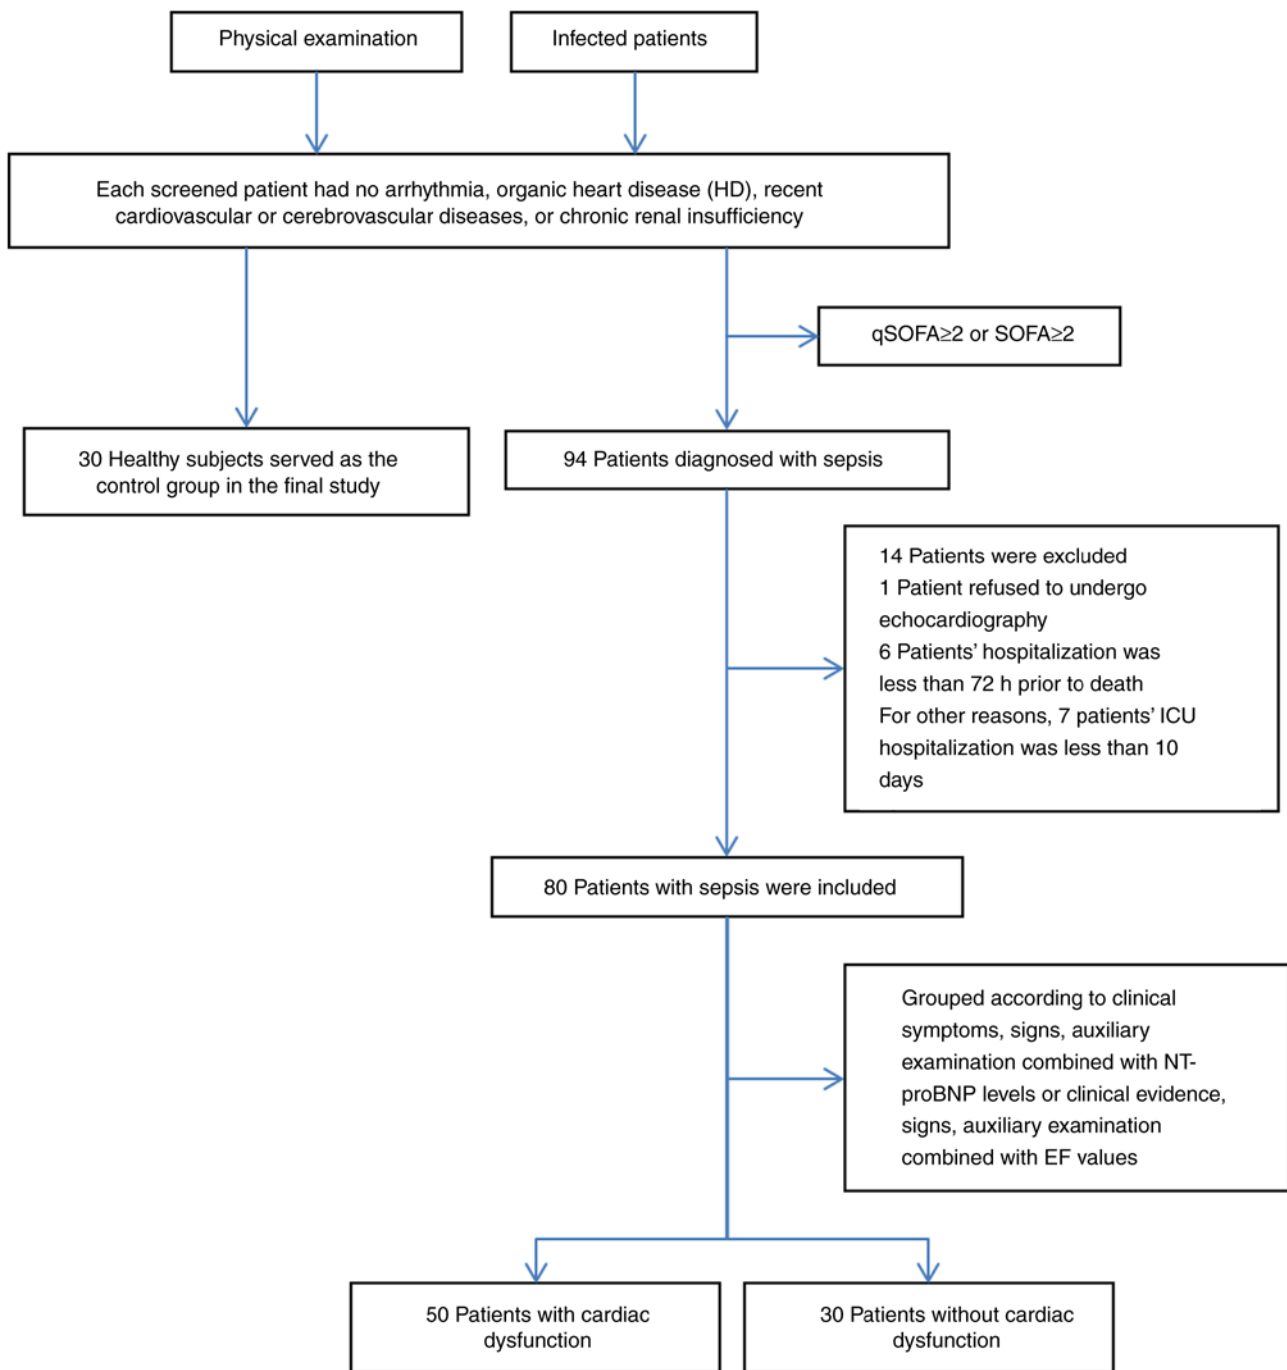 Physical examination
Infected patients
Each screened patient had no arrhythmia, organic heart disease (HD), recent
cardiovascular or cerebrovascular diseases, or chronic renal insufficiency
qSOFA≥2 or SOFA≥2
30 Healthy subjects served as the
control group in the final study
94 Patients diagnosed with sepsis
14 Patients were excluded
1 Patient refused to undergo
echocardiography
6 Patients’ hospitalization was
less than 72 h prior to death
For other reasons, 7 patients’ ICU
hospitalization was less than 10
days
80 Patients with sepsis were included
Grouped according to clinical
symptoms, signs, auxiliary
examination combined with NT-
proBNP levels or clinical evidence,
signs, auxiliary examination
combined with EF values
50 Patients with cardiac
dysfunction
30 Patients without cardiac
dysfunction